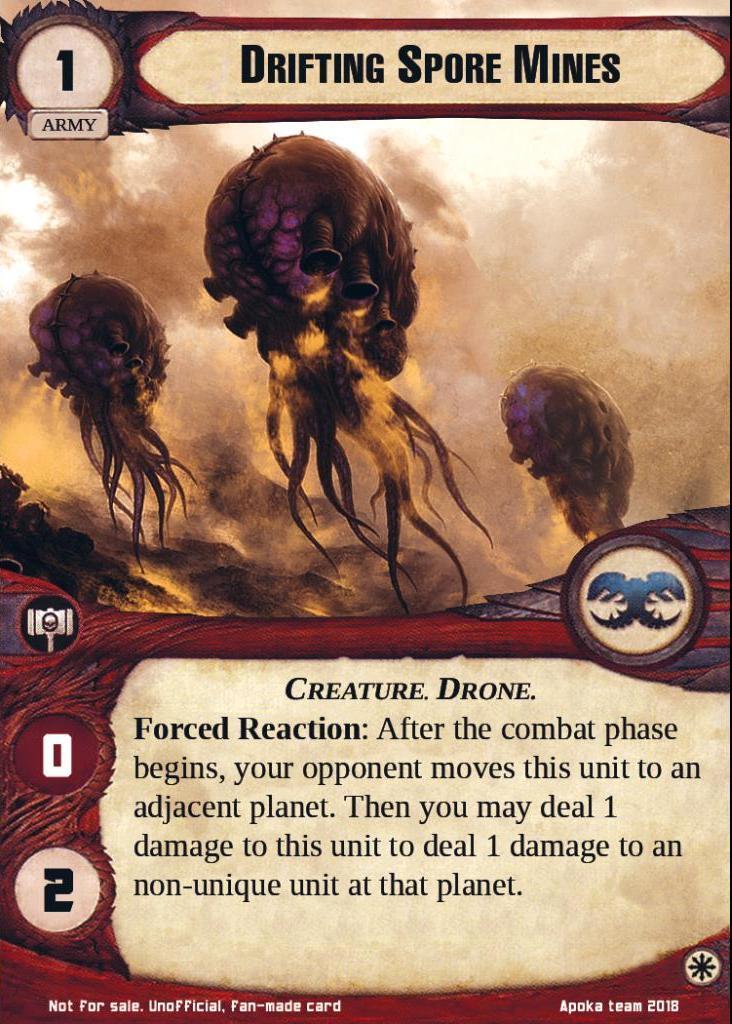 1
DRIFTING SPORE MINES
ARMY
CREATURE. DRONE.
Forced Reaction: After the combat phase
begins, your opponent moves this unit to an
adjacent planet. Then you may deal 1
damage to this unit to deal 1 damage to an
non-unique unit at that planet.
0
2
Not for sale. Unofficial, Fan-made card
Apoka team 2018